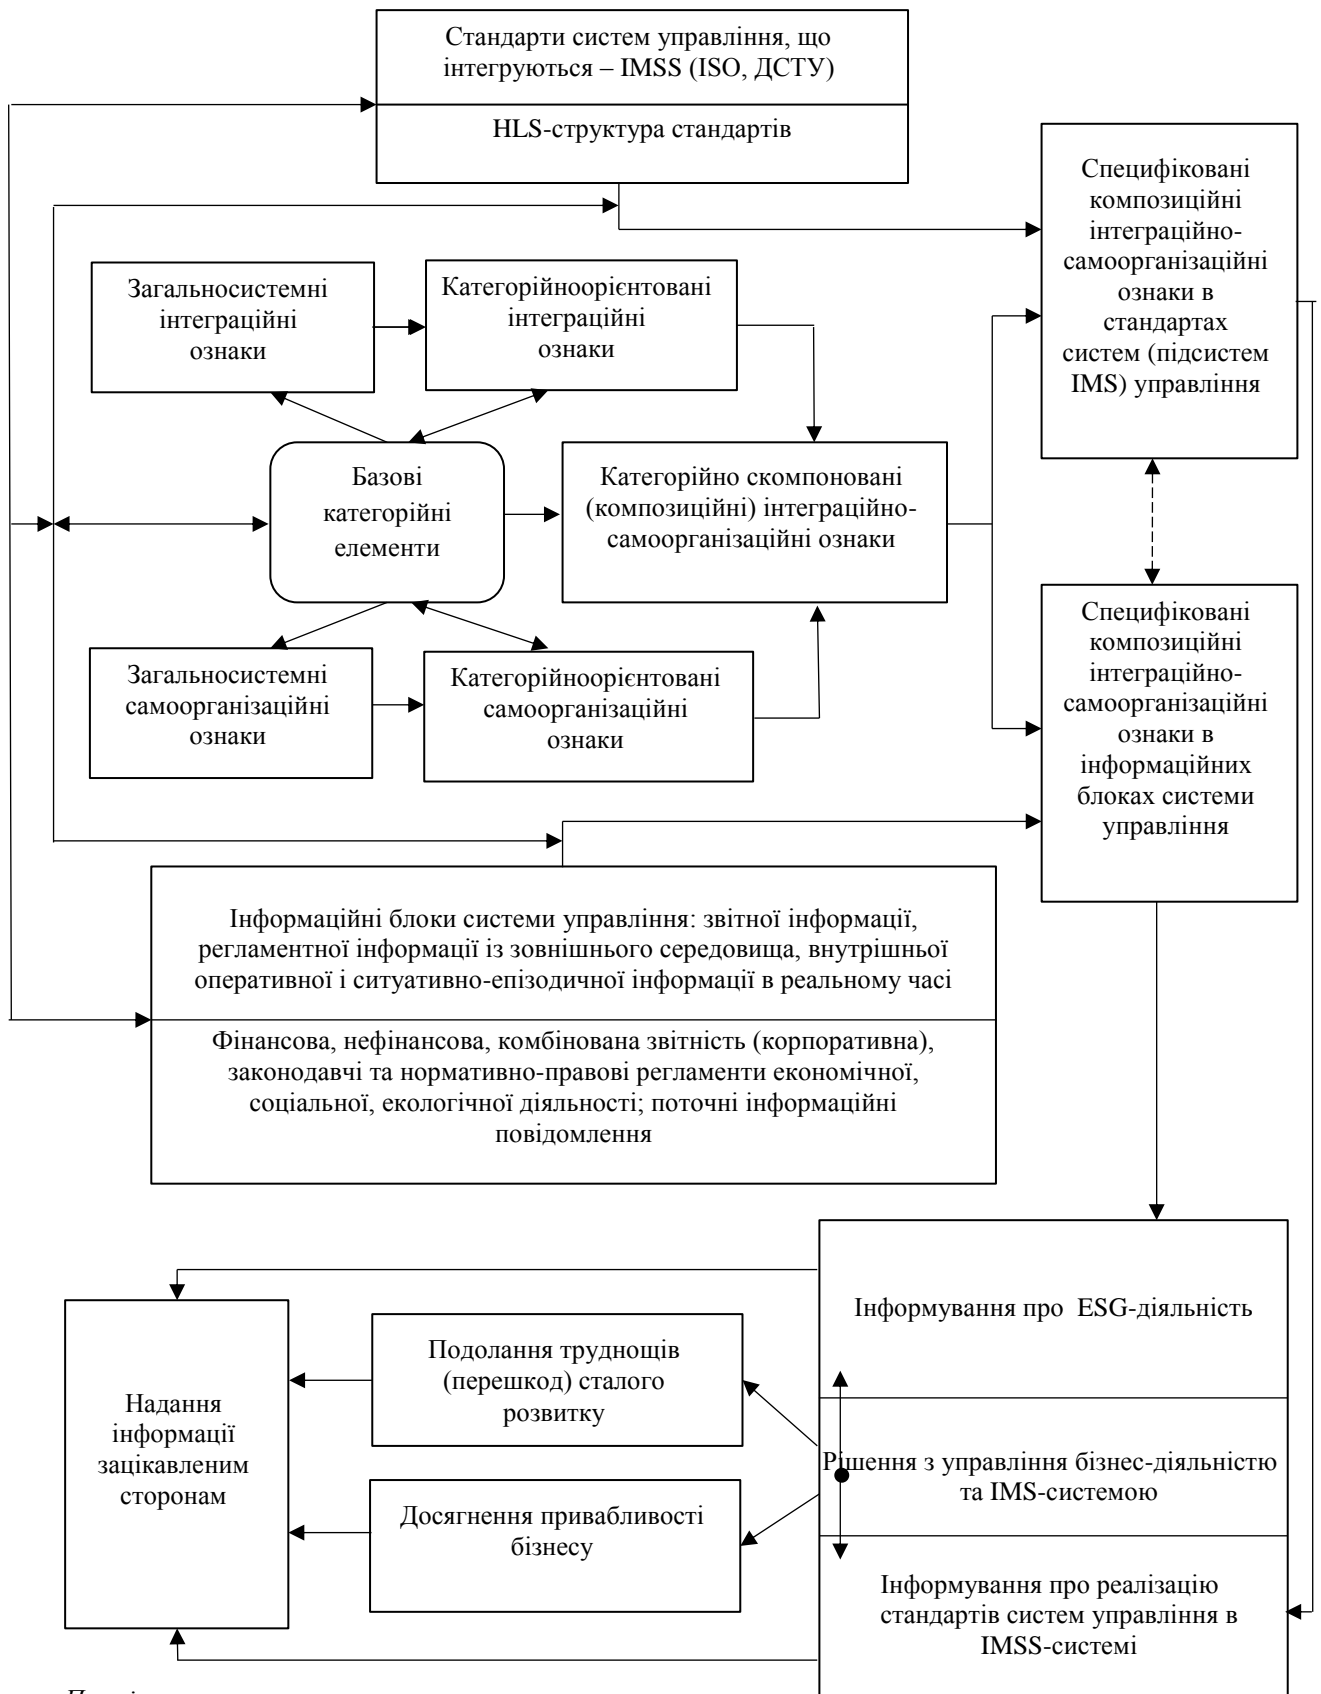 Стандарти систем управління, що
інтегруються – IMSS (ISO, ДСТУ)
HLS-структура стандартів
Специфіковані
композиційні
інтеграційно-
самоорганізаційні
ознаки в
стандартах
систем (підсистем
IMS) управління
Загальносистемні
інтеграційні
ознаки
Категорійноорієнтовані
інтеграційні
ознаки
Базові
категорійні
елементи
Категорійно скомпоновані
(композиційні) інтеграційно-
самоорганізаційні ознаки
Загальносистемні
самоорганізаційні
ознаки
Категорійноорієнтовані
самоорганізаційні
ознаки
Специфіковані
композиційні
інтеграційно-
самоорганізаційні
ознаки в
інформаційних
блоках системи
управління
Інформаційні блоки системи управління: звітної інформації,
регламентної інформації із зовнішнього середовища, внутрішньої
оперативної і ситуативно-епізодичної інформації в реальному часі
Фінансова, нефінансова, комбінована звітність (корпоративна),
законодавчі та нормативно-правові регламенти економічної,
соціальної, екологічної діяльності; поточні інформаційні
повідомлення
Інформування про ESG-діяльність
Рішення з управління бізнес-діяльністю
та IMS-системою
Інформування про реалізацію
стандартів систем управління в
IMSS-системі
Подолання труднощів
(перешкод) сталого
розвитку
Досягнення привабливості
бізнесу
Надання
інформації
зацікавленим
сторонам